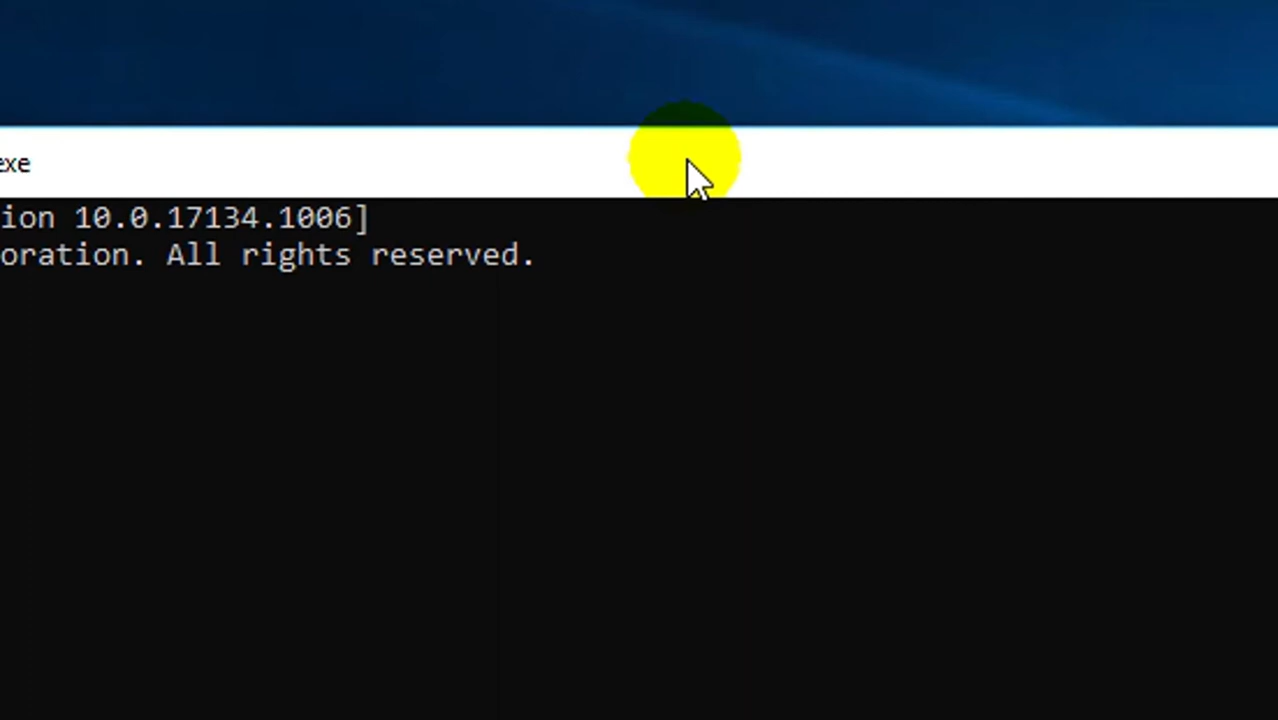 exe
ion 10.0.17134.1006]
oration. All rights reserved.